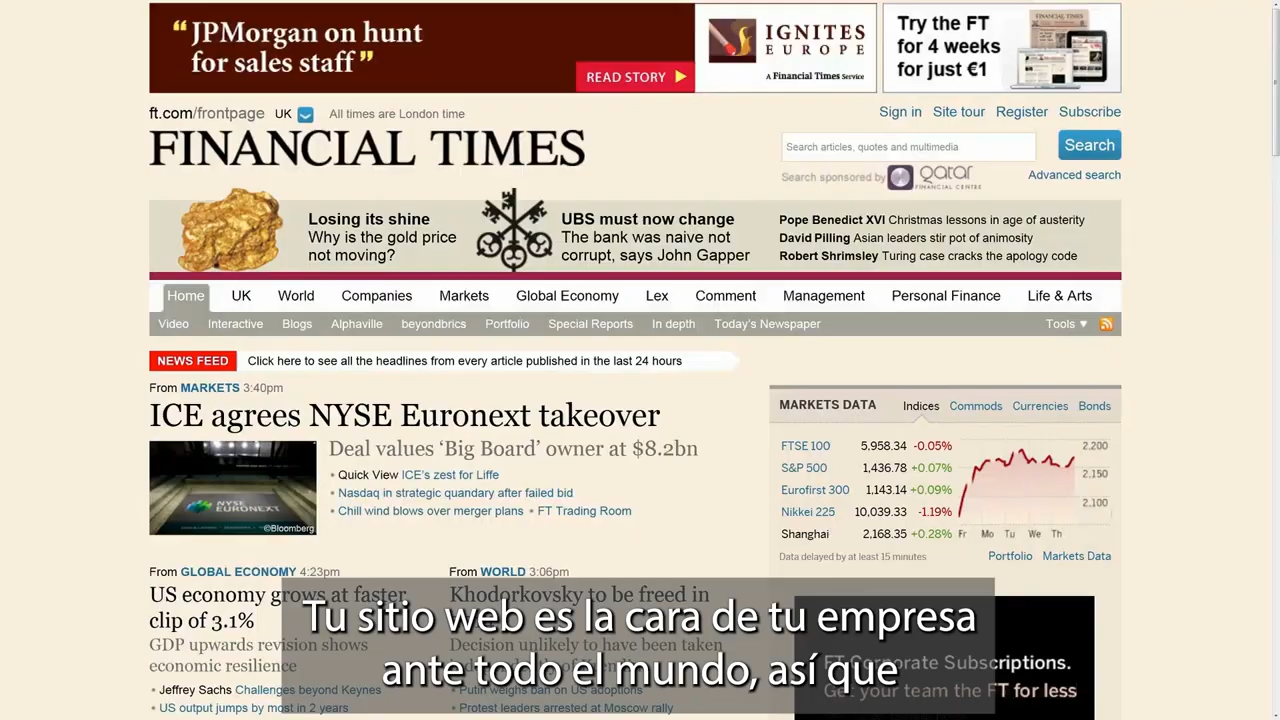 “JPMorgan on hunt
for sales staff”
READ STORY
IGNITES
EUROPE
A Financial Times Service
Try the FT
for 4 weeks
for just €1
ft.com/frontpage UK All times are London time
Sign in Site tour Register Subscribe
FINANCIAL TIMES
Search articles, quotes and multimedia Search
Search sponsored by Qatar FINANCIAL CENTRE Advanced search
Losing its shine
Why is the gold price
not moving?
UBS must now change
The bank was naive not
corrupt, says John Gapper
Pope Benedict XVI Christmas lessons in age of austerity
David Pilling Asian leaders stir pot of animosity
Robert Shrimsley Turing case cracks the apology code
Home UK World Companies Markets Global Economy Lex Comment Management Personal Finance Life & Arts
Video Interactive Blogs Alphaville beyondbrics Portfolio Special Reports In depth Today's Newspaper Tools
NEWS FEED Click here to see all the headlines from every article published in the last 24 hours
From MARKETS 3:40pm
ICE agrees NYSE Euronext takeover
NYSE
EURONEXT
©Bloomberg
Deal values ‘Big Board’ owner at $8.2bn
Quick View ICE's zest for Liffe
Nasdaq in strategic quandary after failed bid
Chill wind blows over merger plans FT Trading Room
MARKETS DATA Indices Commods Currencies Bonds
FTSE 100 5,958.34 -0.05%
S&P 500 1,436.78 +0.07%
Eurofirst 300 1,143.14 +0.09%
Nikkei 225 10,039.33 -1.19%
Shanghai 2,168.35 +0.28%
2,200
2,150
2,100
Fr Mo Tu We Th
Data delayed by at least 15 minutes Portfolio Markets Data
From GLOBAL ECONOMY 4:23pm
US economy grows at faster
clip of 3.1%
GDP upwards revision shows
economic resilience
Jeffrey Sachs Challenges beyond Keynes
US output jumps by most in 2 years
From WORLD 3:06pm
Khodorkovsky to be freed in
Decision unlikely to have been taken
Putin weighs ban on US adoptions
Protest leaders arrested at Moscow rally
FT Corporate Subscriptions.
Get your team the FT for less
Tu sitio web es la cara de tu empresa
ante todo el mundo, así que